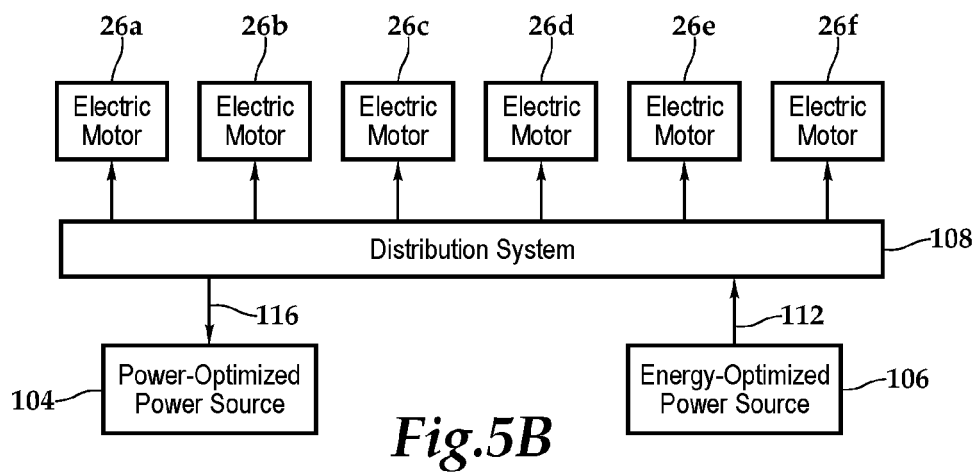 26a 26b 26c 26d 26e 26f
Electric Motor
Electric Motor
Electric Motor
Electric Motor
Electric Motor
Electric Motor
Distribution System
108
116
112
104
Power-Optimized
Power Source
Energy-Optimized
Power Source
106
Fig.5B